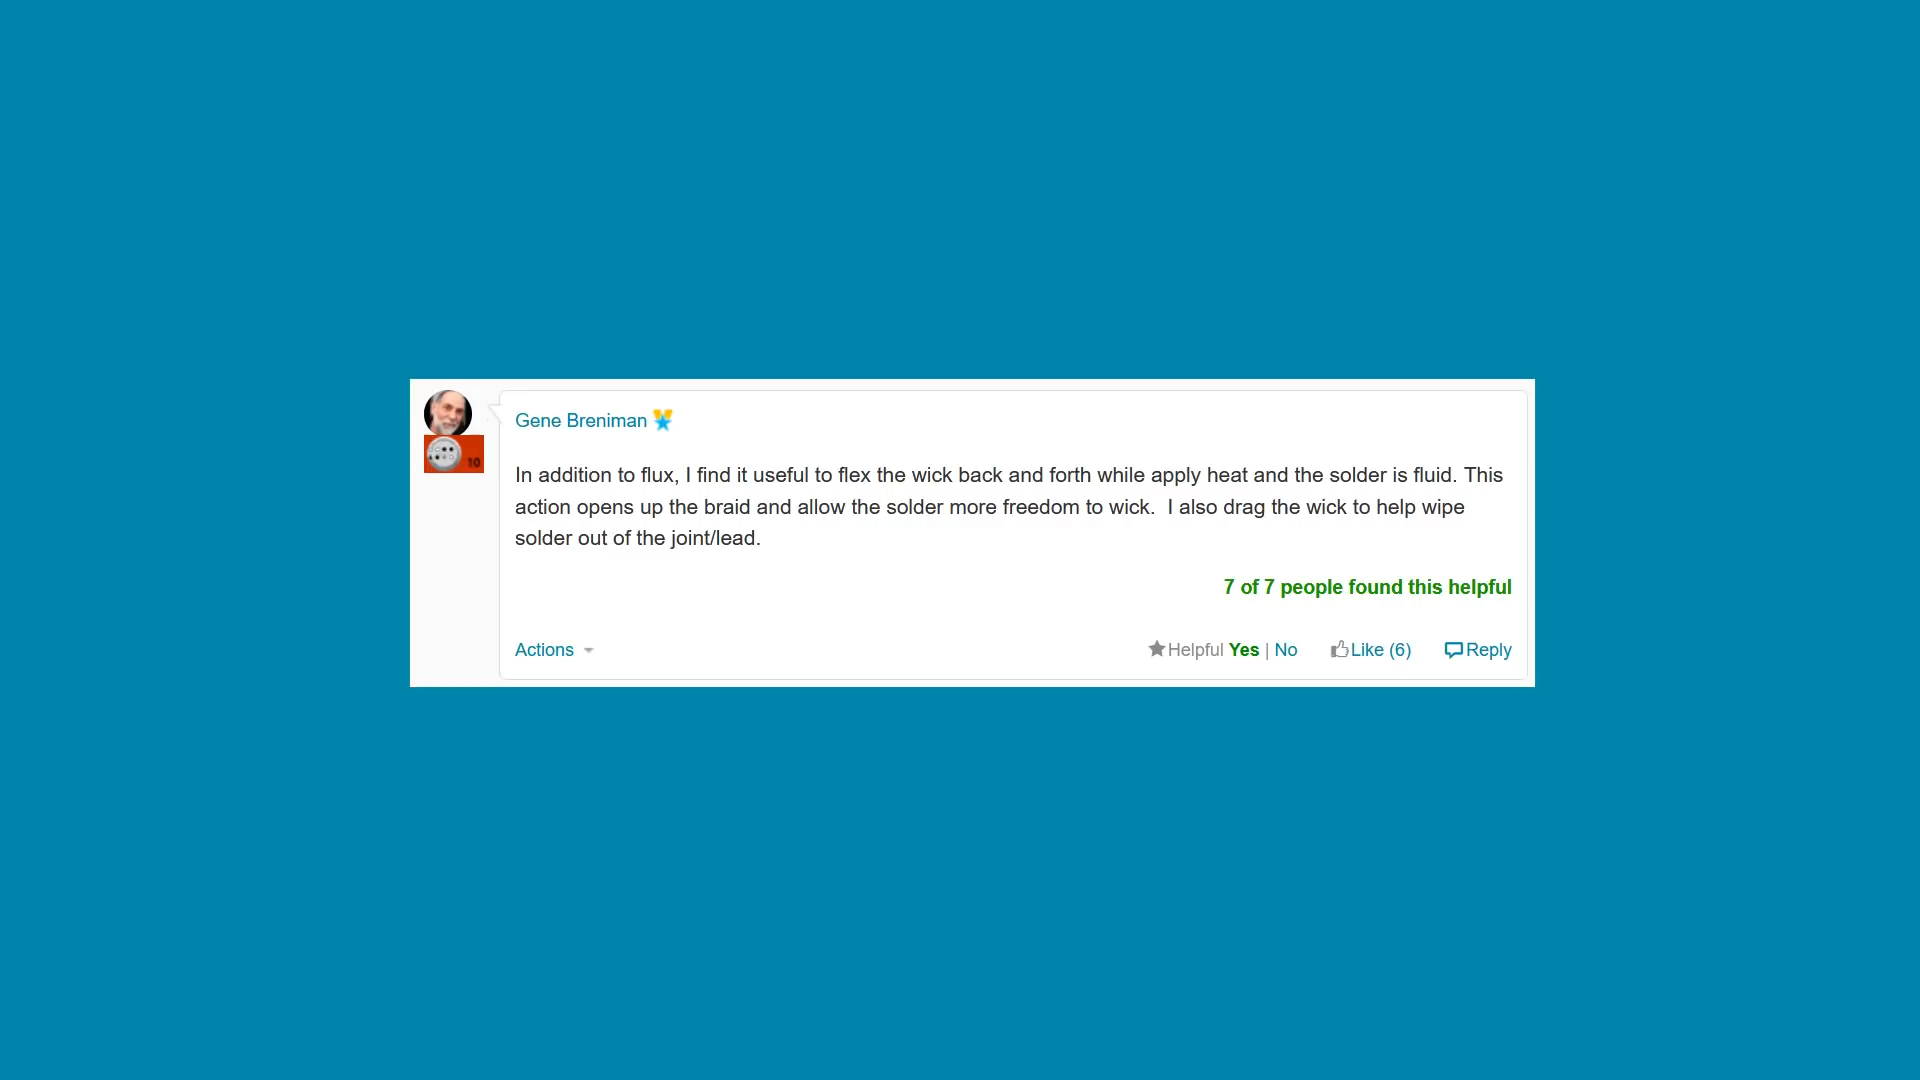 Gene Breniman
10
In addition to flux, I find it useful to flex the wick back and forth while apply heat and the solder is fluid. This
action opens up the braid and allow the solder more freedom to wick.  I also drag the wick to help wipe
solder out of the joint/lead.
7 of 7 people found this helpful
Actions Helpful Yes | No Like (6) Reply